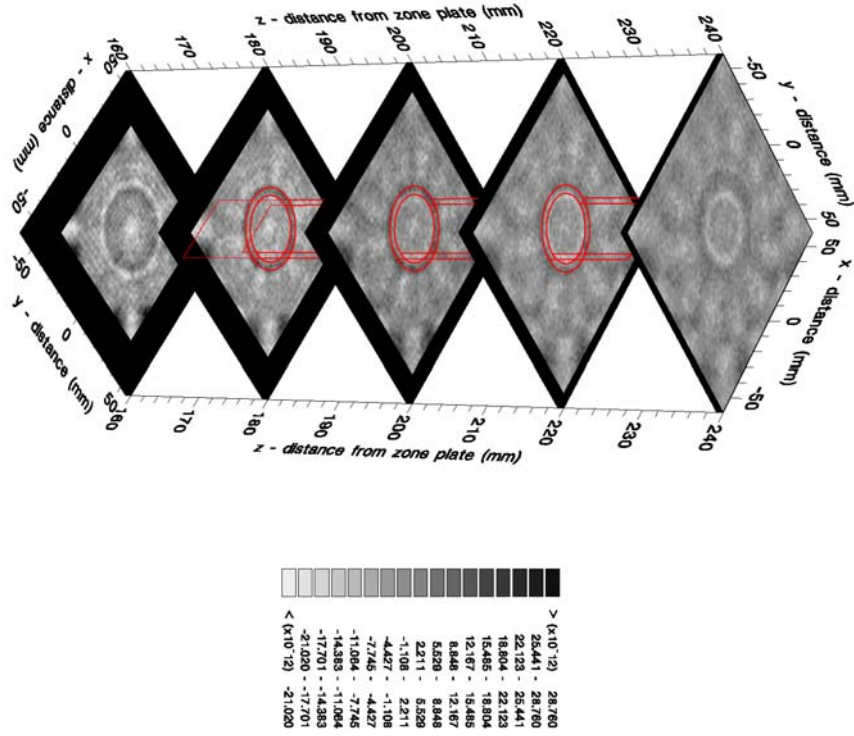 z - distance from zone plate (mm)
160 170 180 190 200 210 220 230 240
x - distance (mm)
50 0 -50
y - distance (mm)
-50 0 50
y - distance (mm)
-50 0 50
x - distance (mm)
50 0 -50
160 170 180 190 200 210 220 230 240
z - distance from zone plate (mm)
> (x10^-12) 28.760
25.441 - 28.760
22.123 - 25.441
18.804 - 22.123
15.485 - 18.804
12.167 - 15.485
8.848 - 12.167
5.529 - 8.848
2.211 - 5.529
-1.108 - 2.211
-4.427 - -1.108
-7.745 - -4.427
-11.064 - -7.745
-14.383 - -11.064
-17.701 - -14.383
-21.020 - -17.701
< (x10^-12) -21.020